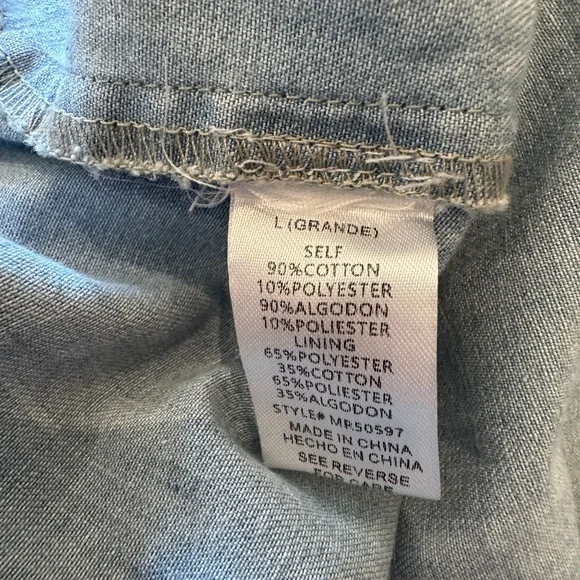 L (GRANDE)
SELF
90%COTTON
10%POLYESTER
90%ALGODON
10%POLIESTER
LINING
65%POLYESTER
35%COTTON
65%POLIESTER
35%ALGODON
STYLE# MR50597
MADE IN CHINA
HECHO EN CHINA
SEE REVERSE
FOR CARE